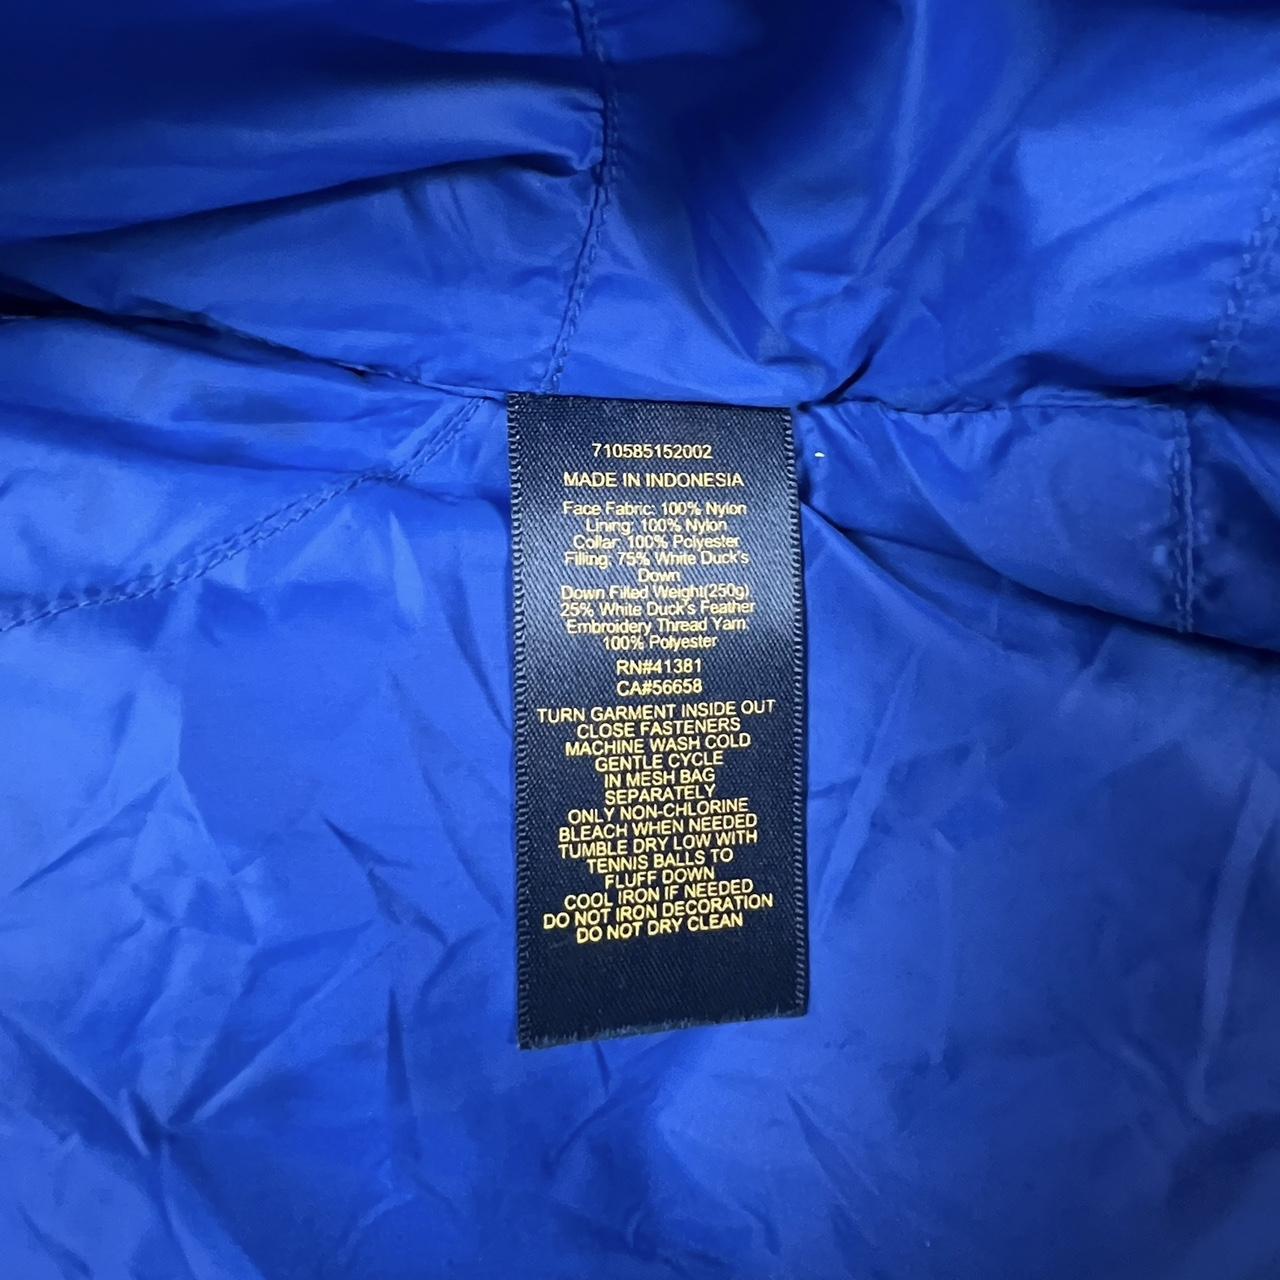 710585152002
MADE IN INDONESIA
Face Fabric: 100% Nylon
Lining: 100% Nylon
Collar: 100% Polyester
Filling: 75% White Duck's
Down
Down Filled Weight(250g)
25% White Duck's Feather
Embroidery Thread Yarn:
100% Polyester
RN#41381
CA#56658
TURN GARMENT INSIDE OUT
CLOSE FASTENERS
MACHINE WASH COLD
GENTLE CYCLE
IN MESH BAG
SEPARATELY
ONLY NON-CHLORINE
BLEACH WHEN NEEDED
TUMBLE DRY LOW WITH
TENNIS BALLS TO
FLUFF DOWN
COOL IRON IF NEEDED
DO NOT IRON DECORATION
DO NOT DRY CLEAN